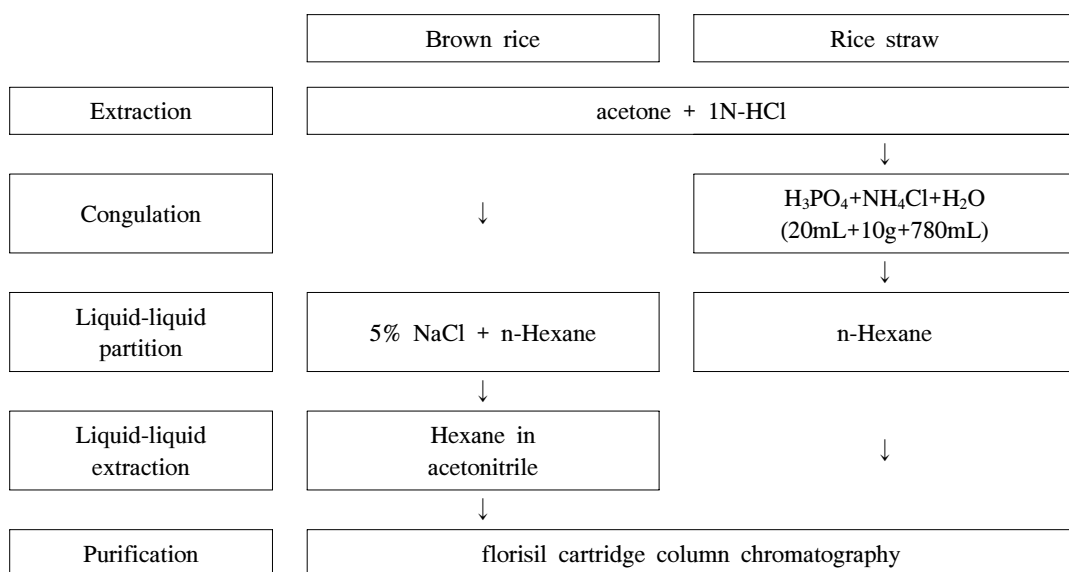 Brown rice
Rice straw
Extraction
acetone + 1N-HCl
↓
Congulation
↓
H₃PO₄+NH₄Cl+H₂O
(20mL+10g+780mL)
↓
Liquid-liquid
partition
5% NaCl + n-Hexane
n-Hexane
↓
Liquid-liquid
extraction
Hexane in
acetonitrile
↓
↓
Purification
florisil cartridge column chromatography